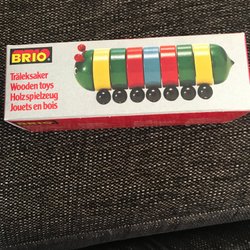 BRIO
Träleksaker
Wooden toys
Holzspielzeug
Jouets en bois